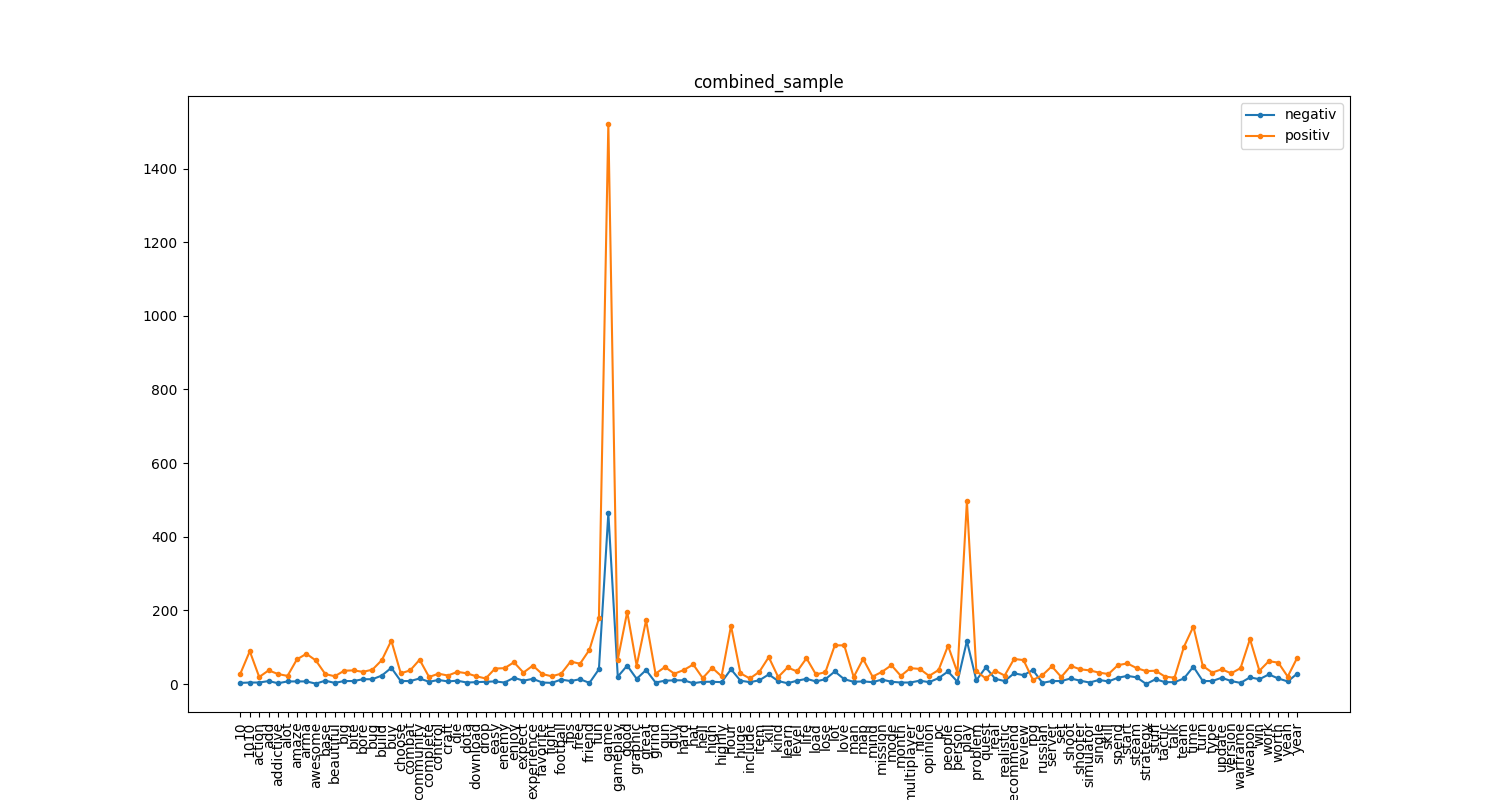 combined_sample
negativ
positiv
1400
1200
1000
800
600
400
200
0
10
1010
action
add
addictive
alot
amaze
arma
awesome
base
beautiful
big
bite
bore
bug
build
buy
choose
combat
community
complete
control
craft
die
dota
download
drop
easy
enemy
enjoy
expect
experience
favorite
fight
football
fps
free
friend
fun
game
gameplay
good
graphic
great
grind
gun
guy
hard
hat
hell
high
highly
hour
huge
include
item
kill
kind
learn
level
life
load
lose
lot
love
man
map
mind
mission
mode
month
multiplayer
nice
opinion
pc
people
person
play
problem
quest
real
realistic
ecommend
review
rpg
russian
server
set
shoot
shooter
simulator
single
skill
spend
start
steam
strategy
stuff
tactic
talk
team
time
turn
type
update
version
warframe
weapon
win
work
worth
yeah
year